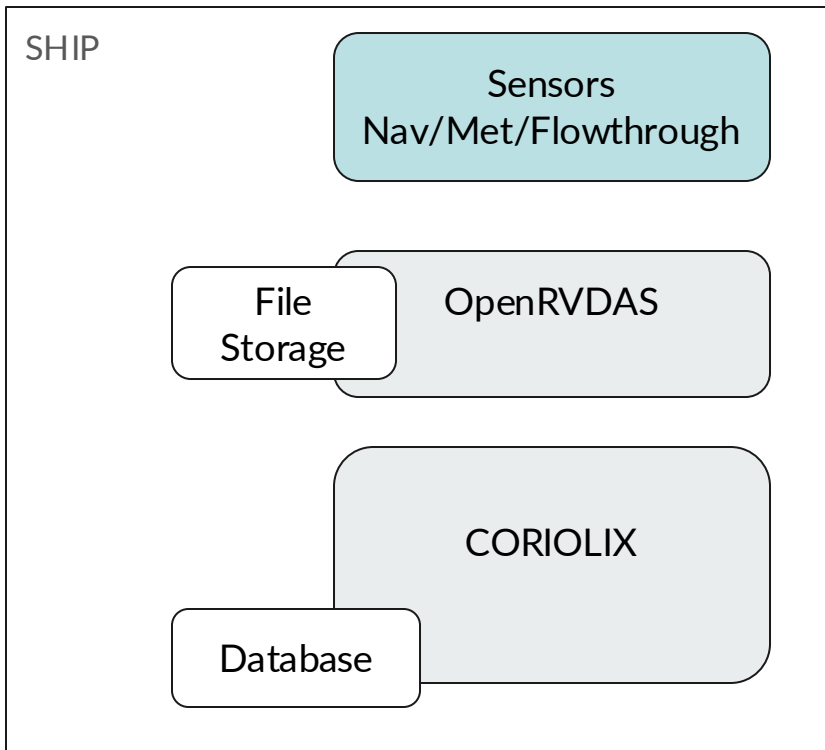 SHIP
Sensors
Nav/Met/Flowthrough
File
Storage
OpenRVDAS
CORIOLIX
Database